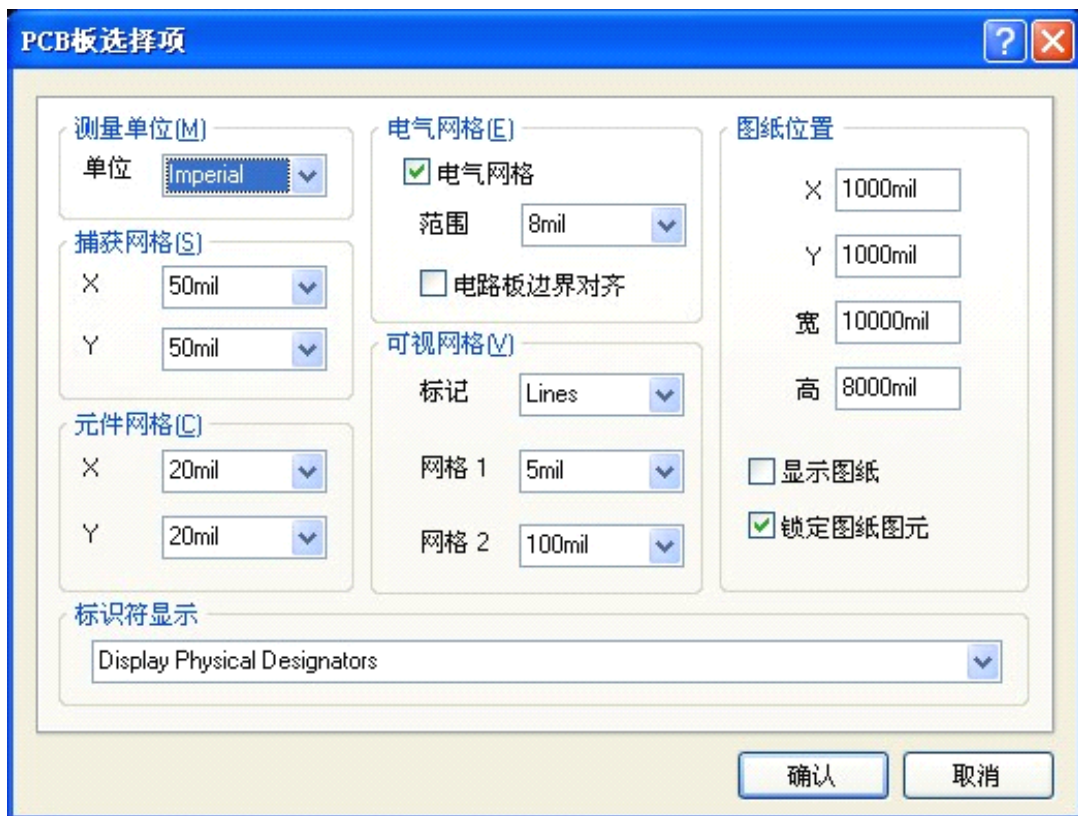 PCB板选择项
测量单位(M)
单位 Imperial
捕获网格(S)
X 50mil
Y 50mil
元件网格(C)
X 20mil
Y 20mil
电气网格(E)
电气网格
范围 8mil
电路板边界对齐
可视网格(V)
标记 Lines
网格 1 5mil
网格 2 100mil
图纸位置
X 1000mil
Y 1000mil
宽 10000mil
高 8000mil
显示图纸
锁定图纸图元
标识符显示
Display Physical Designators
确认 取消